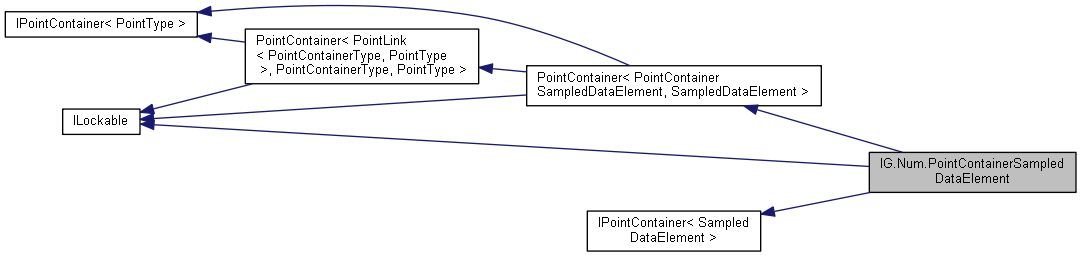 IPointContainer< PointType >
PointContainer< PointLink
< PointContainerType, PointType
>, PointContainerType, PointType >
PointContainer< PointContainer
SampledDataElement, SampledDataElement >
ILockable
IG.Num.PointContainerSampled
DataElement
IPointContainer< Sampled
DataElement >